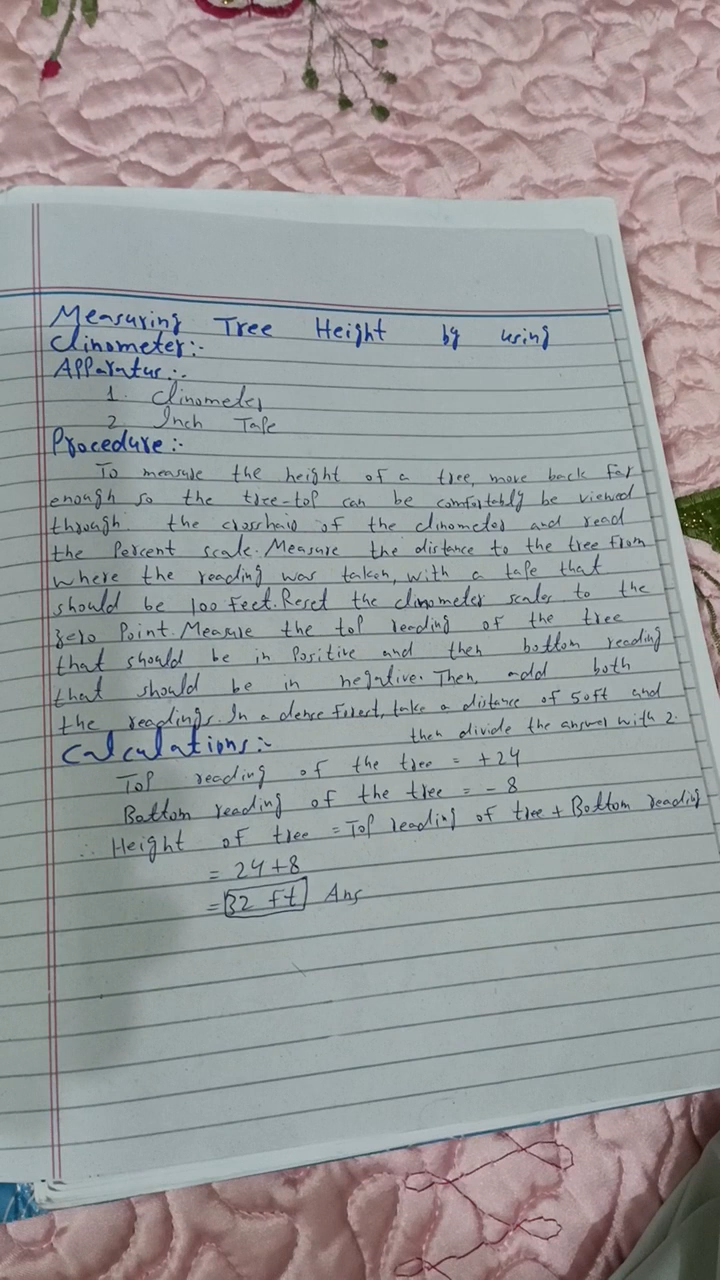 Measuring Tree Height by using
Clinometer:-
Apparatus:-
1. Clinometer
2. Inch Tape
Procedure:-
To measure the height of a tree, move back far
enough so the tree-top can be comfortably be viewed
through the crosshair of the clinometer and read
the Percent scale. Measure the distance to the tree from
where the reading was taken, with a tape that
should be 100 feet. Reset the clinometer scales to the
zero Point. Measure the top reading of the tree
that should be in Positive and then bottom reading
that should be in negative. Then, add both
the readings. In a dence forest, take a distance of 50ft and
then divide the answer with 2.
Calculations:-
Top reading of the tree = +24
Bottom reading of the tree = - 8
∴ Height of tree = Top reading of tree + Bottom reading
= 24+8
= 32 ft Ans